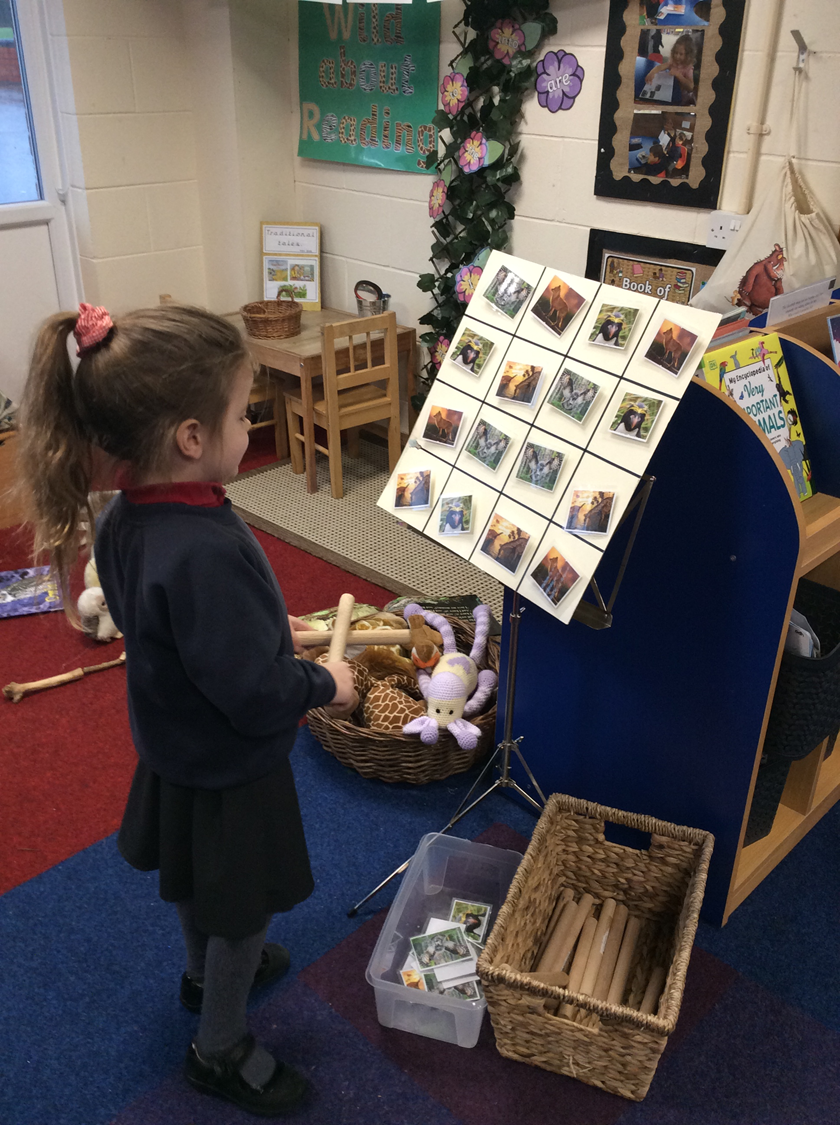 Wild
about
Reading
are
Traditional
tales
Book of
My Encyclopedia of
Very
IMPORTANT
ANIMALS